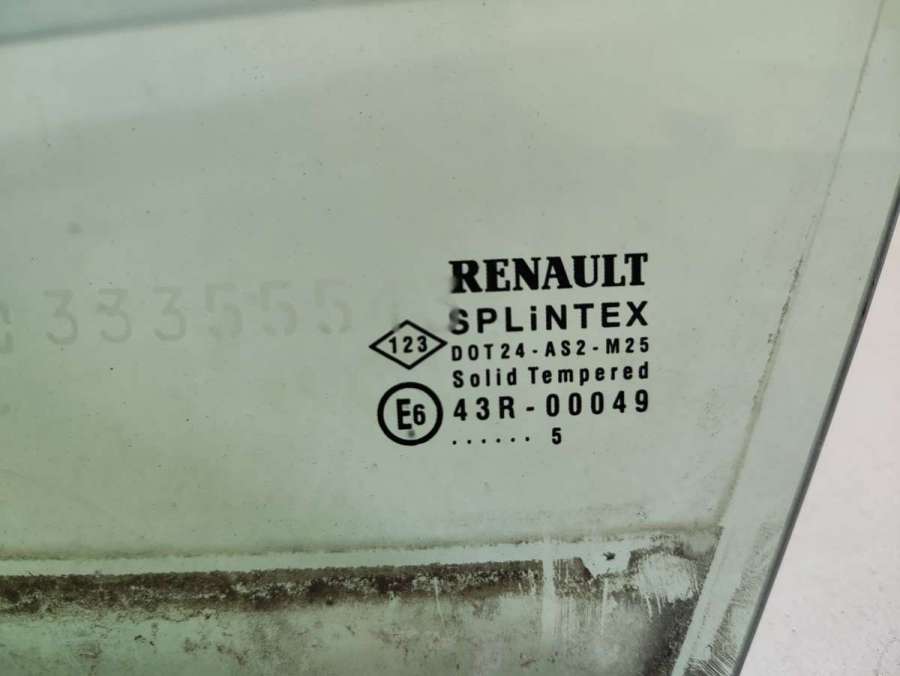 RENAULT
SPLiNTEX
123
DOT24-AS2-M25
Solid Tempered
E6
43R-00049
...... 5